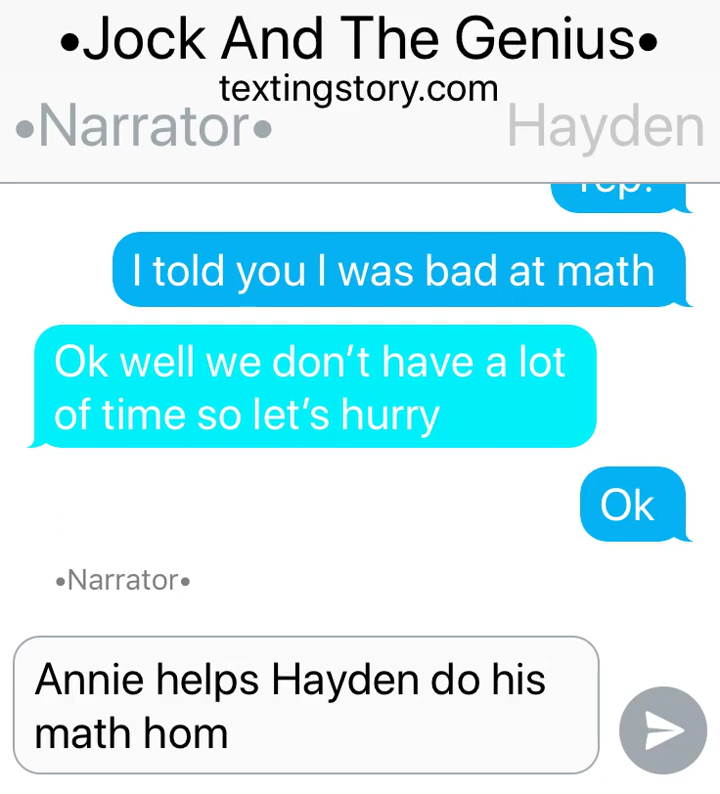 •Jock And The Genius•
textingstory.com
•Narrator•
Hayden
Yep!
I told you I was bad at math
Ok well we don't have a lot
of time so let's hurry
Ok
•Narrator•
Annie helps Hayden do his
math hom